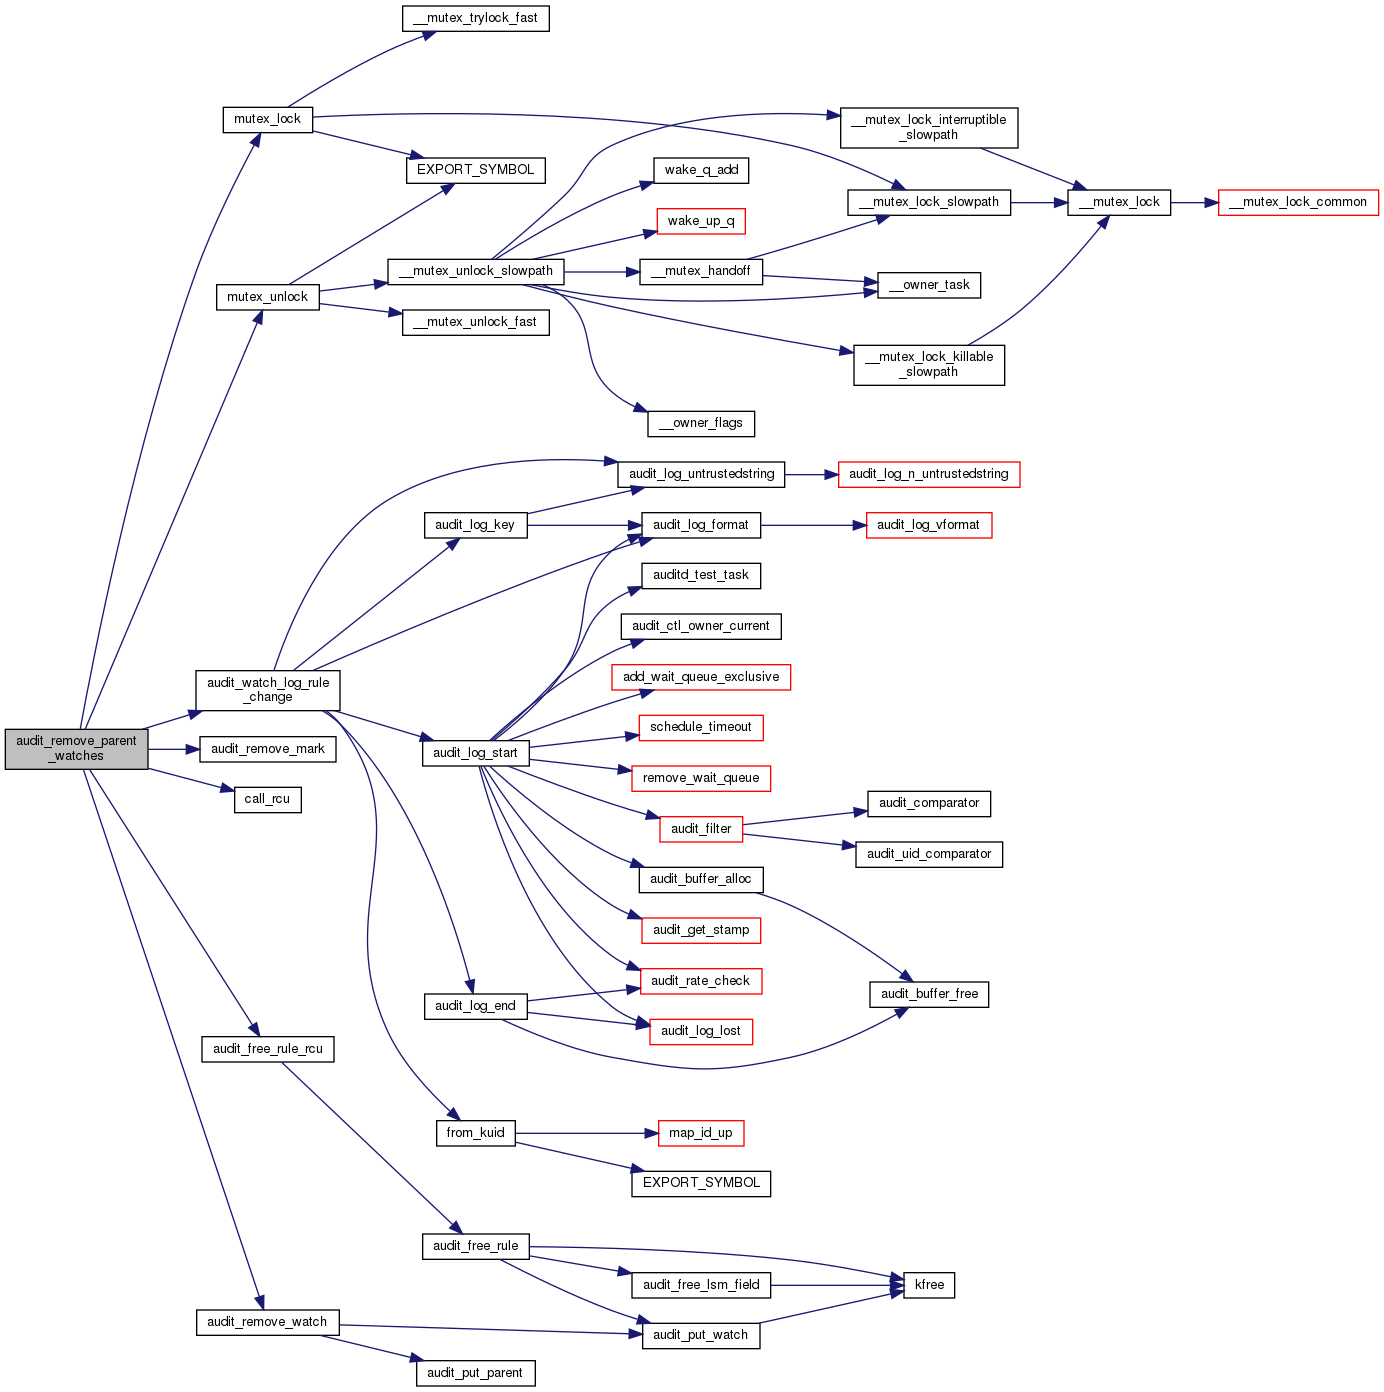 __mutex_trylock_fast
mutex_lock
__mutex_lock_interruptible
_slowpath
EXPORT_SYMBOL
wake_q_add
__mutex_lock_slowpath
__mutex_lock
__mutex_lock_common
wake_up_q
__mutex_unlock_slowpath
__mutex_handoff
__owner_task
mutex_unlock
__mutex_unlock_fast
__mutex_lock_killable
_slowpath
__owner_flags
audit_log_untrustedstring
audit_log_n_untrustedstring
audit_log_key
audit_log_format
audit_log_vformat
auditd_test_task
audit_ctl_owner_current
audit_watch_log_rule
_change
add_wait_queue_exclusive
schedule_timeout
audit_remove_parent
_watches
audit_remove_mark
audit_log_start
remove_wait_queue
call_rcu
audit_comparator
audit_filter
audit_uid_comparator
audit_buffer_alloc
audit_get_stamp
audit_rate_check
audit_buffer_free
audit_log_end
audit_log_lost
audit_free_rule_rcu
from_kuid
map_id_up
EXPORT_SYMBOL
audit_free_rule
audit_free_lsm_field
kfree
audit_remove_watch
audit_put_watch
audit_put_parent